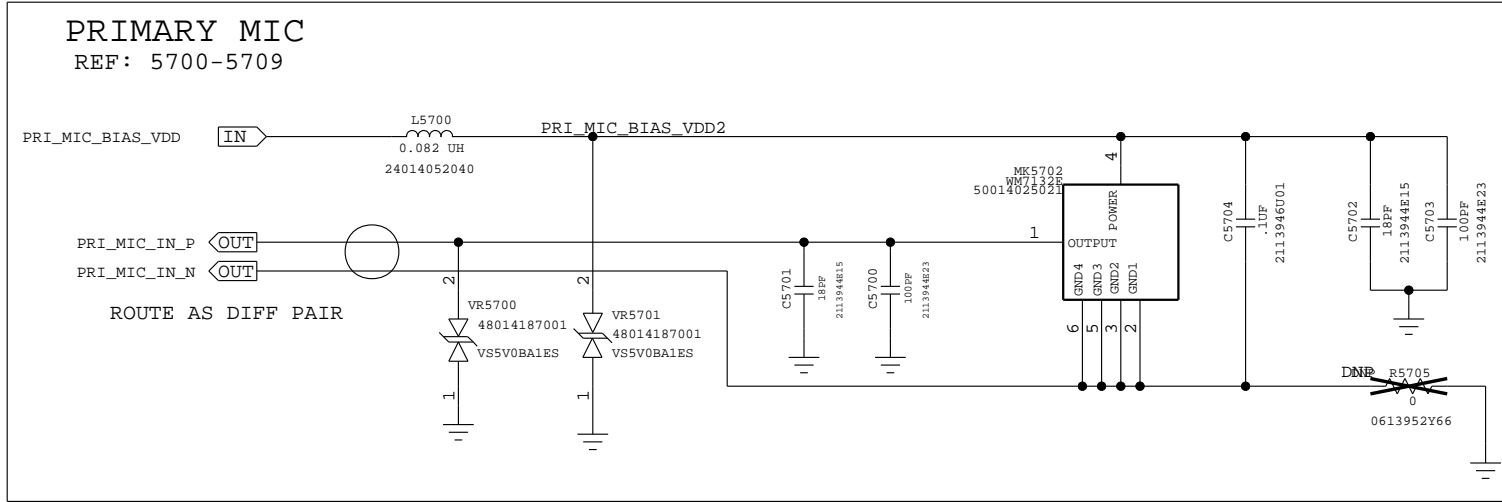 PRIMARY MIC
REF: 5700-5709
PRI_MIC_BIAS_VDD
IN
L5700
0.082 UH
24014052040
PRI_MIC_BIAS_VDD2
PRI_MIC_IN_P
OUT
PRI_MIC_IN_N
OUT
ROUTE AS DIFF PAIR
2
VR5700
48014187001
VS5V0BA1ES
1
2
VR5701
48014187001
VS5V0BA1ES
1
C5701
18PF
2113944E15
C5700
100PF
2113944E23
MK5702
WM7132E
50014025021
4
POWER
1
OUTPUT
GND4
GND3
GND2
GND1
6
5
3
2
C5704
.1UF
2113946U01
C5702
18PF
2113944E15
C5703
100PF
2113944E23
DNP
R5705
0
0613952Y66